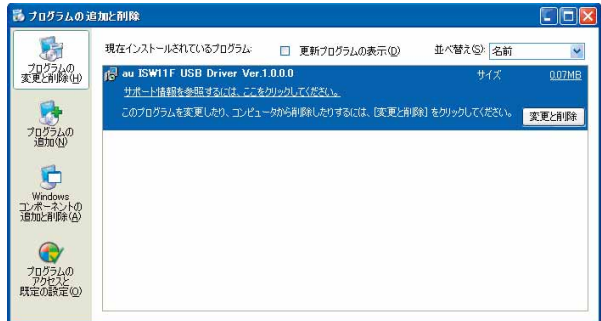 プログラムの追加と削除
プログラムの
変更と削除(H)
プログラムの
追加(N)
Windows
コンポーネントの
追加と削除(A)
プログラムの
アクセスと
既定の設定(O)
現在インストールされているプログラム:
更新プログラムの表示(D)
並べ替え(S): 名前
au ISW11F USB Driver Ver.1.0.0.0
サイズ 0.07MB
サポート情報を参照するには、ここをクリックしてください。
このプログラムを変更したり、コンピュータから削除したりするには、[変更と削除] をクリックしてください。
変更と削除